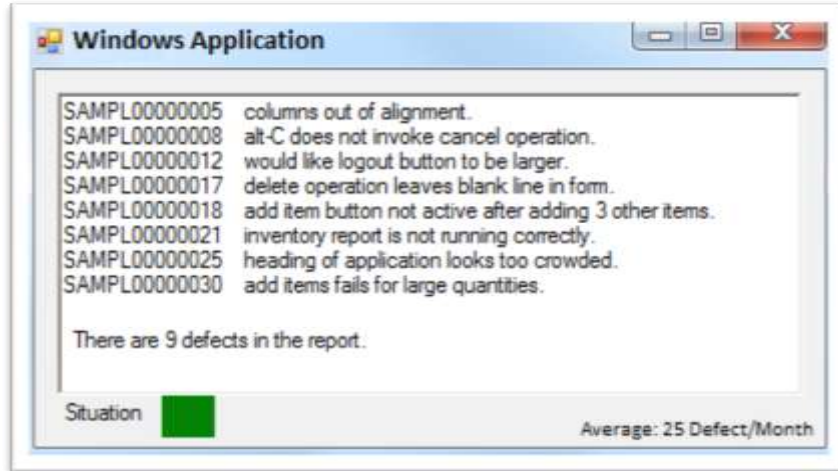 Windows Application
SAMPL00000005 columns out of alignment.
SAMPL00000008 alt-C does not invoke cancel operation.
SAMPL00000012 would like logout button to be larger.
SAMPL00000017 delete operation leaves blank line in form.
SAMPL00000018 add item button not active after adding 3 other items.
SAMPL00000021 inventory report is not running correctly.
SAMPL00000025 heading of application looks too crowded.
SAMPL00000030 add items fails for large quantities.
There are 9 defects in the report.
Situation
Average: 25 Defect/Month